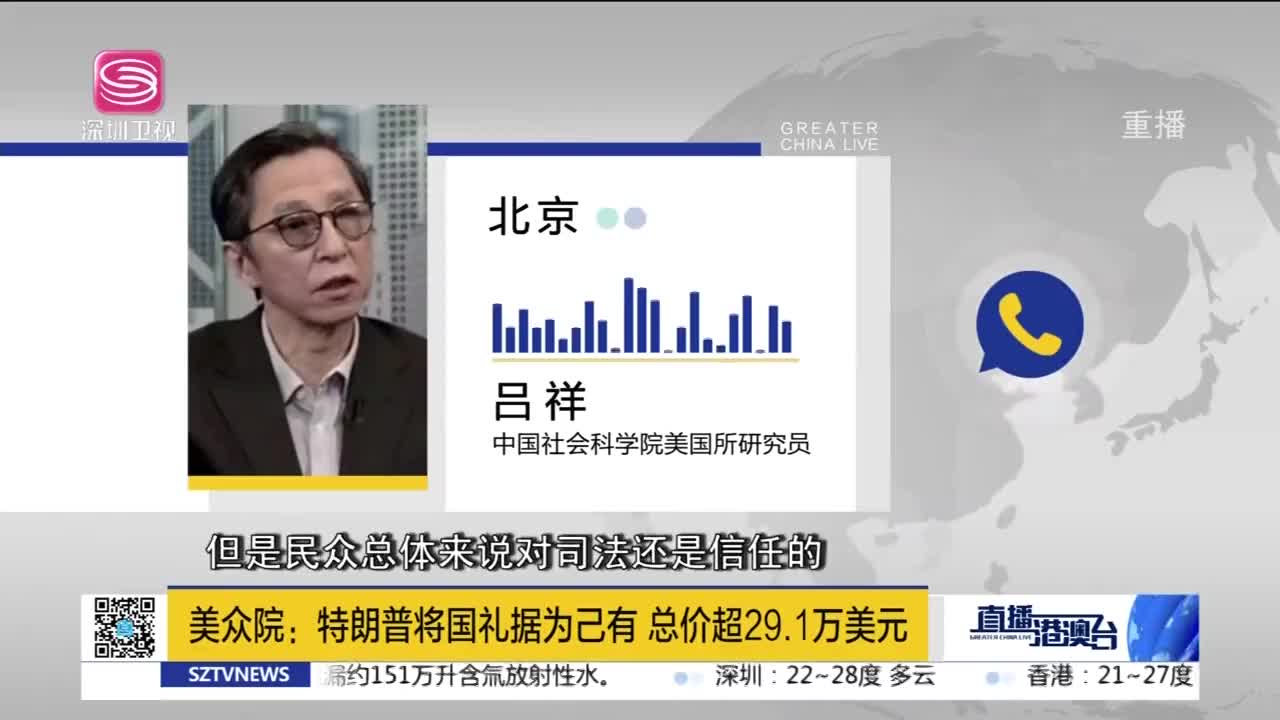 深圳卫视
GREATER
CHINA LIVE
重播
北京
吕祥
中国社会科学院美国所研究员
但是民众总体来说对司法还是信任的
美众院：特朗普将国礼据为己有 总价超29.1万美元
直播港澳台
GREATER CHINA LIVE
SZTVNEWS
漏约151万升含氚放射性水。 深圳：22~28度 多云 香港：21~27度